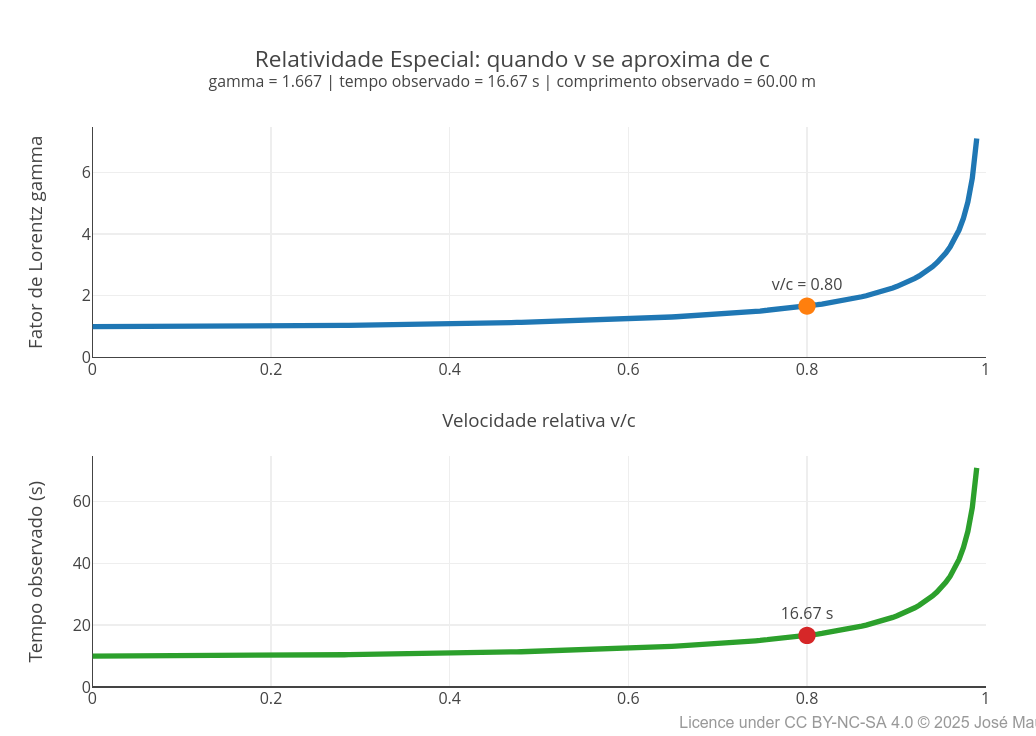 Relatividade Especial: quando v se aproxima de c
gamma = 1.667 | tempo observado = 16.67 s | comprimento observado = 60.00 m
Fator de Lorentz gamma
6
4
2
0
v/c = 0.80
0 0.2 0.4 0.6 0.8 1
Velocidade relativa v/c
Tempo observado (s)
60
40
20
0
16.67 s
0 0.2 0.4 0.6 0.8 1
Licence under CC BY-NC-SA 4.0 © 2025 José